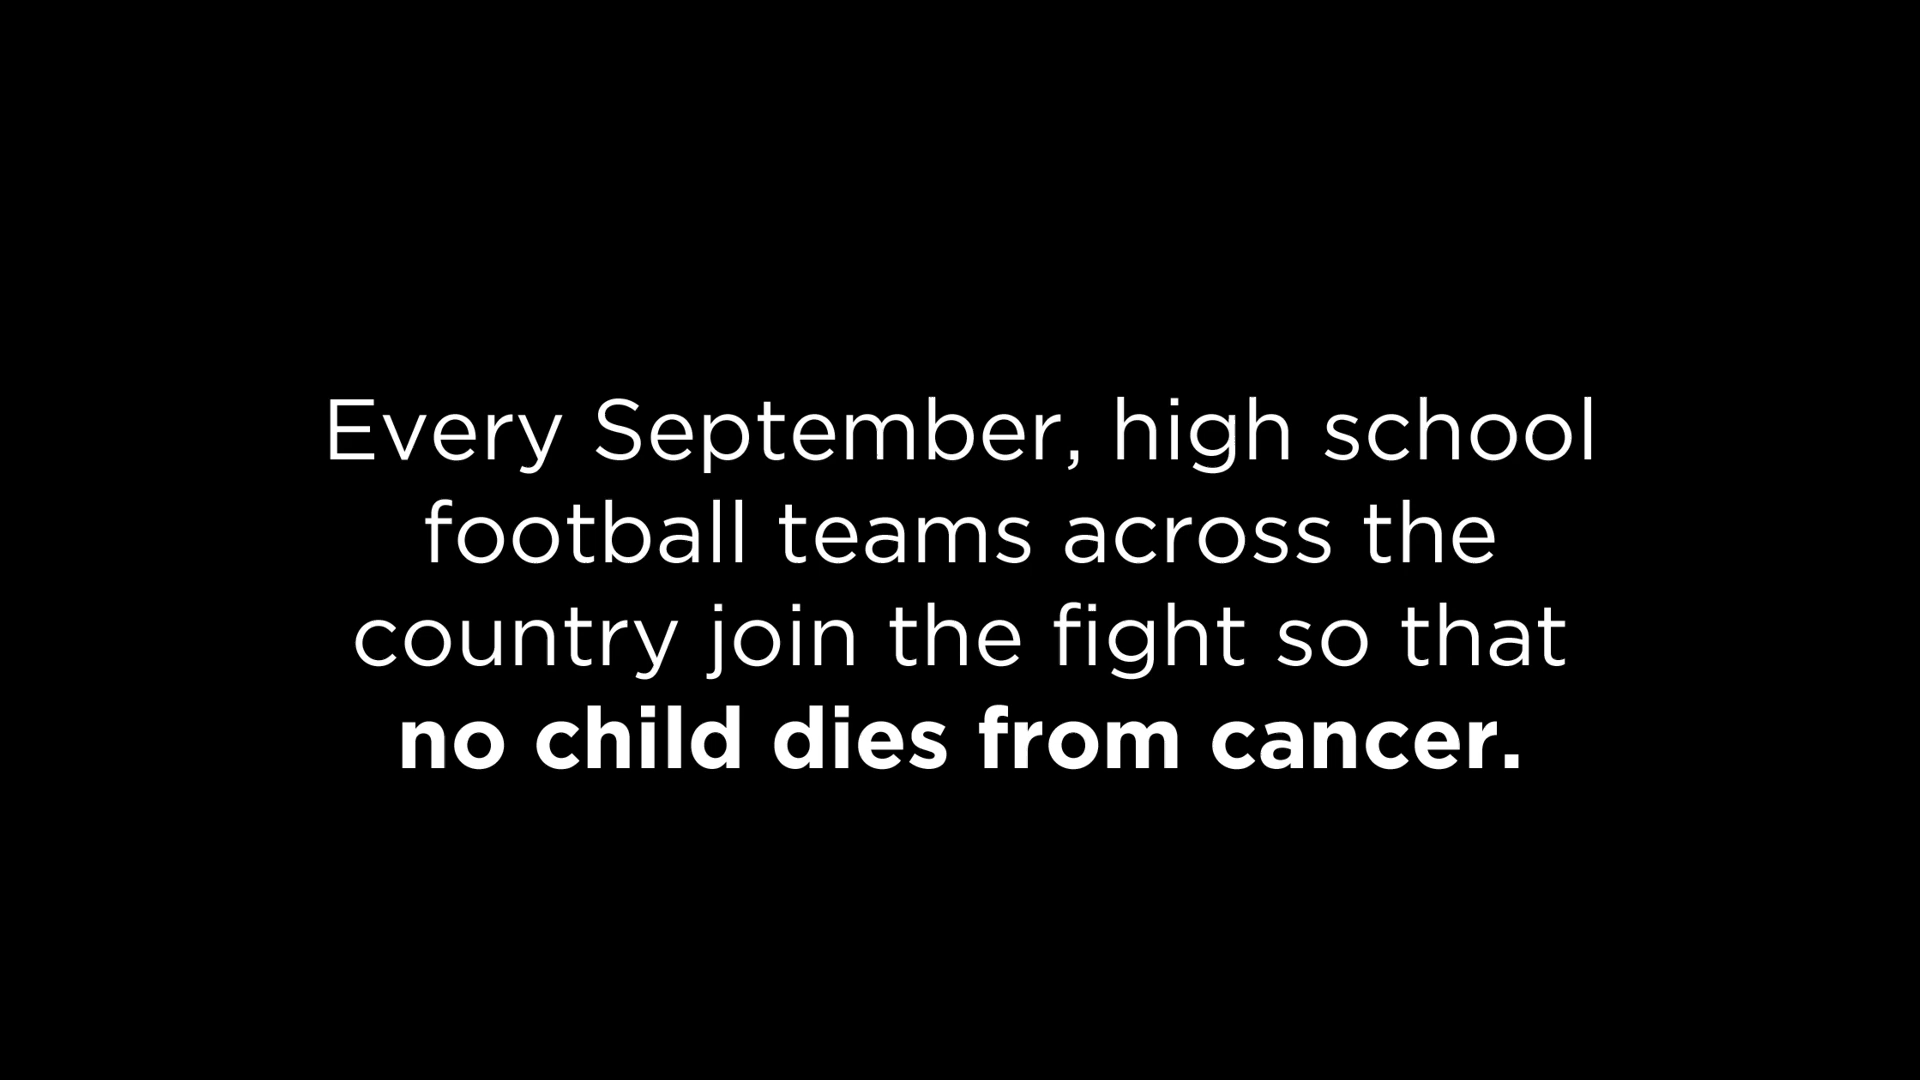 Every September, high school
football teams across the
country join the fight so that
no child dies from cancer.